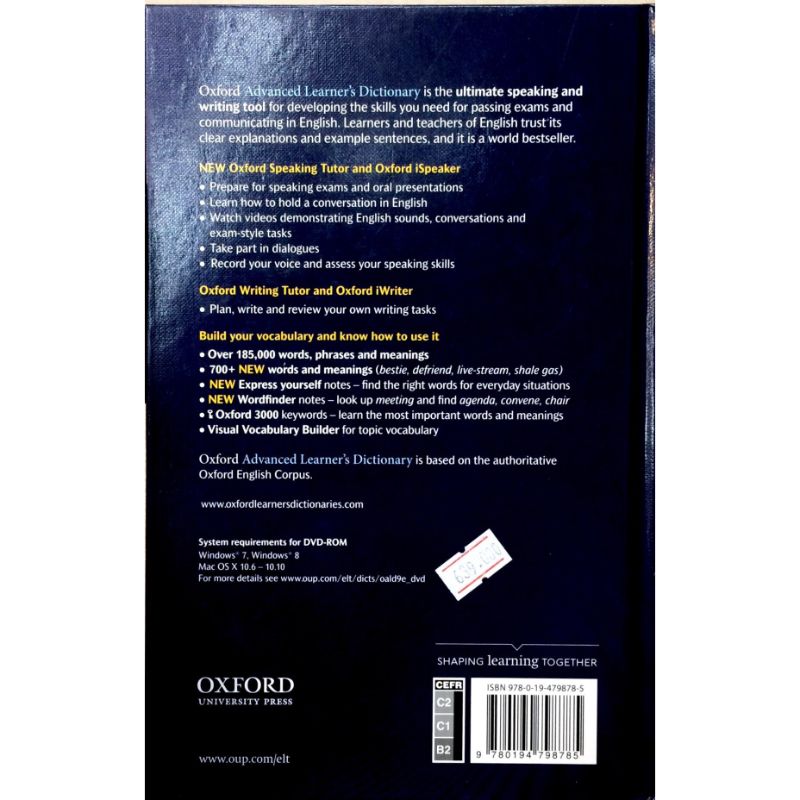 Oxford Advanced Learner's Dictionary is the ultimate speaking and
writing tool for developing the skills you need for passing exams and
communicating in English. Learners and teachers of English trust its
clear explanations and example sentences, and it is a world bestseller.
NEW Oxford Speaking Tutor and Oxford iSpeaker
• Prepare for speaking exams and oral presentations
• Learn how to hold a conversation in English
• Watch videos demonstrating English sounds, conversations and
exam-style tasks
• Take part in dialogues
• Record your voice and assess your speaking skills
Oxford Writing Tutor and Oxford iWriter
• Plan, write and review your own writing tasks
Build your vocabulary and know how to use it
• Over 185,000 words, phrases and meanings
• 700+ NEW words and meanings (bestie, defriend, live-stream, shale gas)
• NEW Express yourself notes – find the right words for everyday situations
• NEW Wordfinder notes – look up meeting and find agenda, convene, chair
• Oxford 3000 keywords – learn the most important words and meanings
• Visual Vocabulary Builder for topic vocabulary
Oxford Advanced Learner's Dictionary is based on the authoritative
Oxford English Corpus.
www.oxfordlearnersdictionaries.com
System requirements for DVD-ROM
Windows® 7, Windows® 8
Mac OS X 10.6 – 10.10
For more details see www.oup.com/elt/dicts/oald9e_dvd
639.000
SHAPING learning TOGETHER
OXFORD
UNIVERSITY PRESS
www.oup.com/elt
CEFR
C2
C1
B2
ISBN 978-0-19-479878-5
9 780194 798785